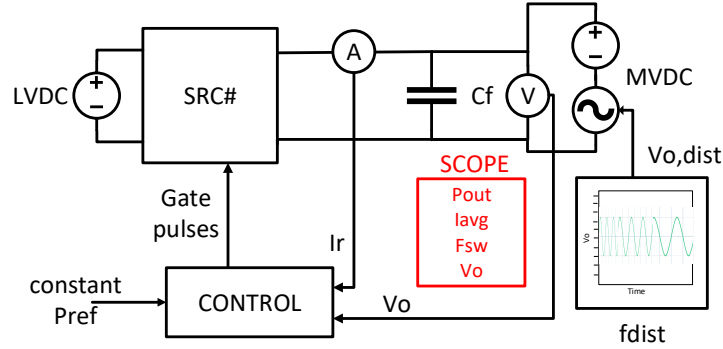 A
LVDC
SRC#
Cf
V
MVDC
Vo,dist
SCOPE
Pout
Iavg
Fsw
Vo
Gate
pulses
Ir
Vo
Time
constant
Pref
CONTROL
Vo
fdist